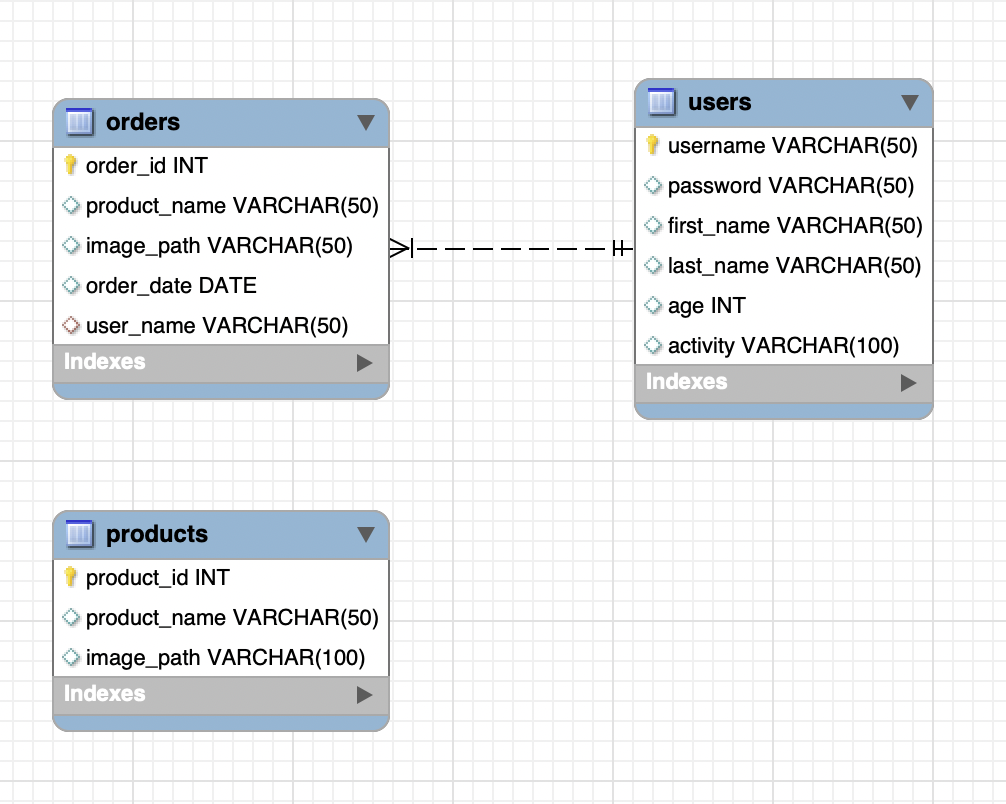 orders
order_id INT
product_name VARCHAR(50)
image_path VARCHAR(50)
order_date DATE
user_name VARCHAR(50)
Indexes
users
username VARCHAR(50)
password VARCHAR(50)
first_name VARCHAR(50)
last_name VARCHAR(50)
age INT
activity VARCHAR(100)
Indexes
products
product_id INT
product_name VARCHAR(50)
image_path VARCHAR(100)
Indexes